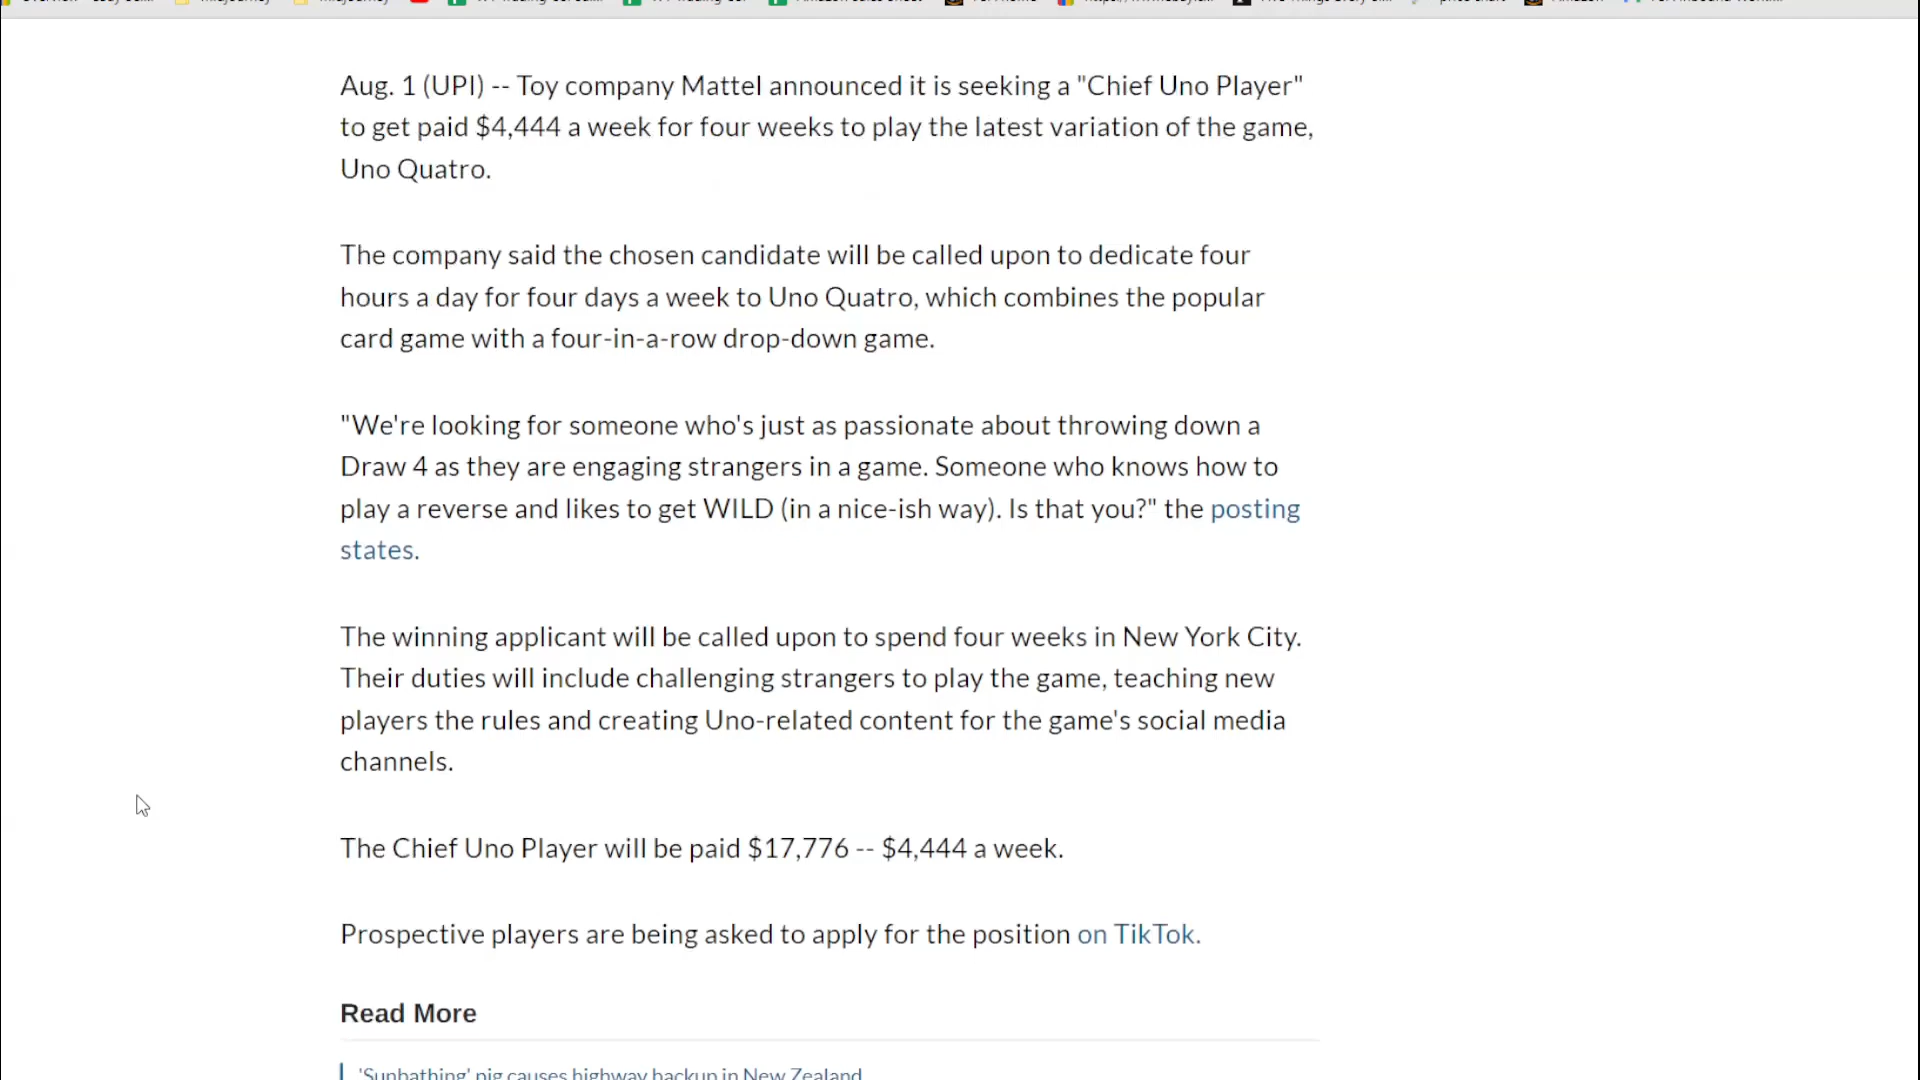 Aug. 1 (UPI) -- Toy company Mattel announced it is seeking a "Chief Uno Player"
to get paid $4,444 a week for four weeks to play the latest variation of the game,
Uno Quatro.
The company said the chosen candidate will be called upon to dedicate four
hours a day for four days a week to Uno Quatro, which combines the popular
card game with a four-in-a-row drop-down game.
"We're looking for someone who's just as passionate about throwing down a
Draw 4 as they are engaging strangers in a game. Someone who knows how to
play a reverse and likes to get WILD (in a nice-ish way). Is that you?" the posting
states.
The winning applicant will be called upon to spend four weeks in New York City.
Their duties will include challenging strangers to play the game, teaching new
players the rules and creating Uno-related content for the game's social media
channels.
The Chief Uno Player will be paid $17,776 -- $4,444 a week.
Prospective players are being asked to apply for the position on TikTok.
Read More
'Sunbathing' pig causes highway backup in New Zealand